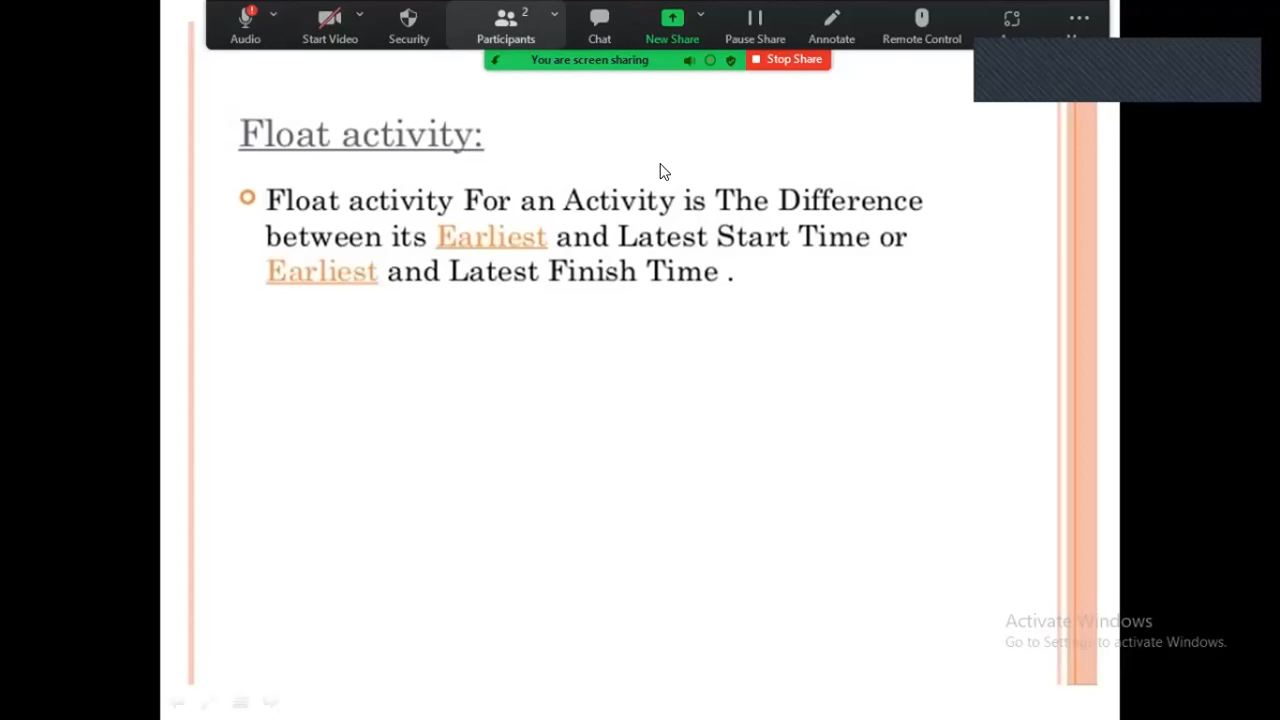 2
Audio Start Video Security Participants Chat New Share Pause Share Annotate Remote Control
You are screen sharing Stop Share
Float activity:
Float activity For an Activity is The Difference
between its Earliest and Latest Start Time or
Earliest and Latest Finish Time .
Activate Windows
Go to Settings to activate Windows.